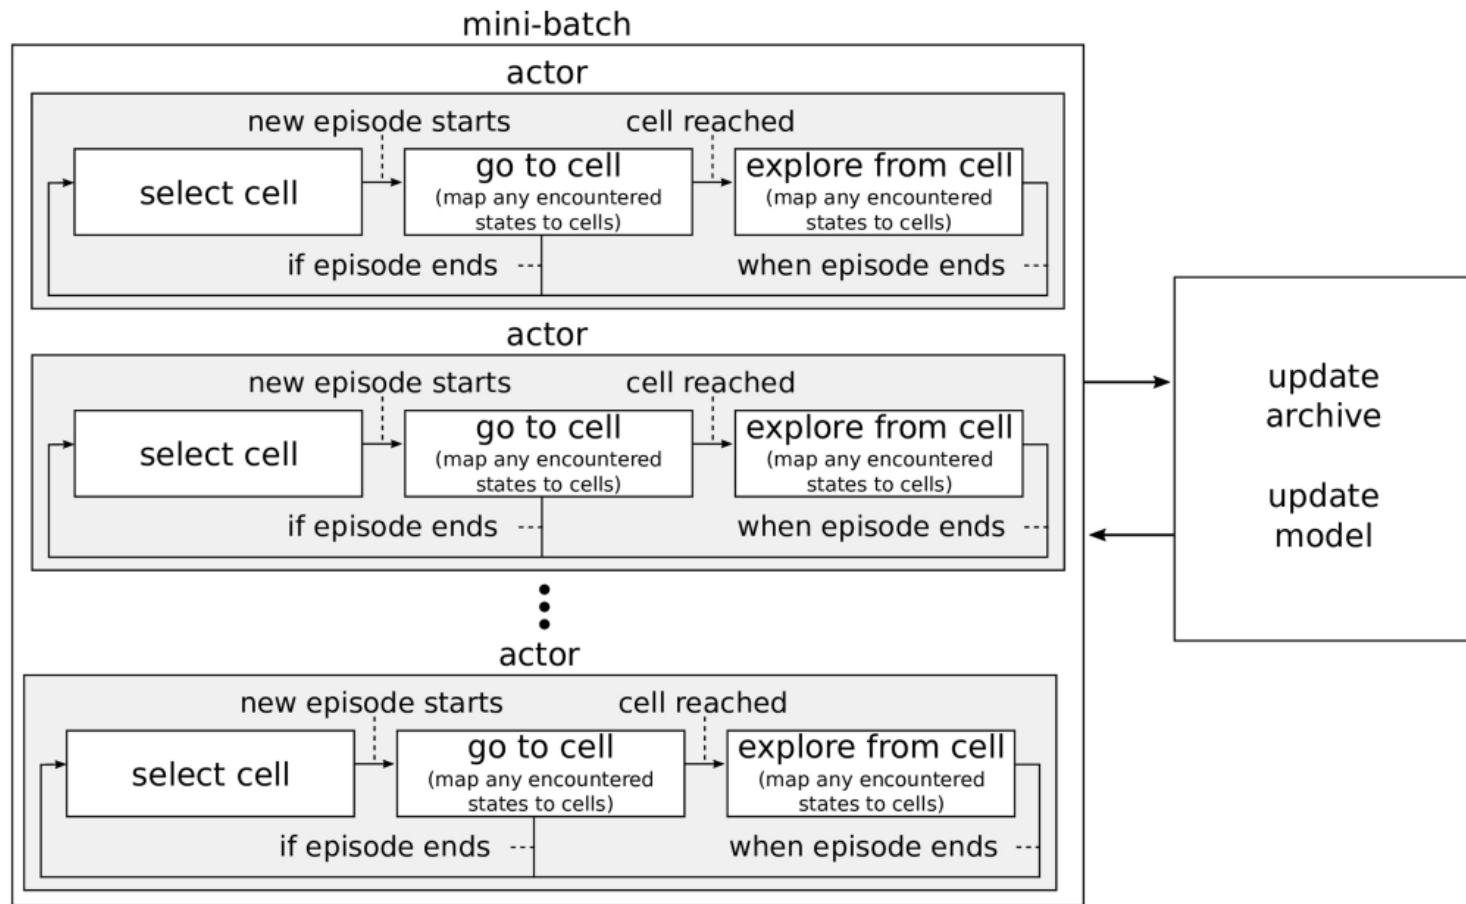 mini-batch
actor
new episode starts
cell reached
select cell
go to cell
(map any encountered
states to cells)
explore from cell
(map any encountered
states to cells)
if episode ends
when episode ends
actor
new episode starts
cell reached
select cell
go to cell
(map any encountered
states to cells)
explore from cell
(map any encountered
states to cells)
if episode ends
when episode ends
actor
new episode starts
cell reached
select cell
go to cell
(map any encountered
states to cells)
explore from cell
(map any encountered
states to cells)
if episode ends
when episode ends
update
archive
update
model